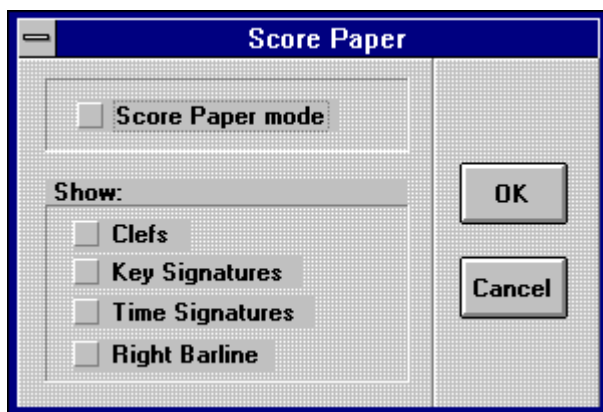 Score Paper
Score Paper mode
Show:
Clefs
Key Signatures
Time Signatures
Right Barline
OK
Cancel